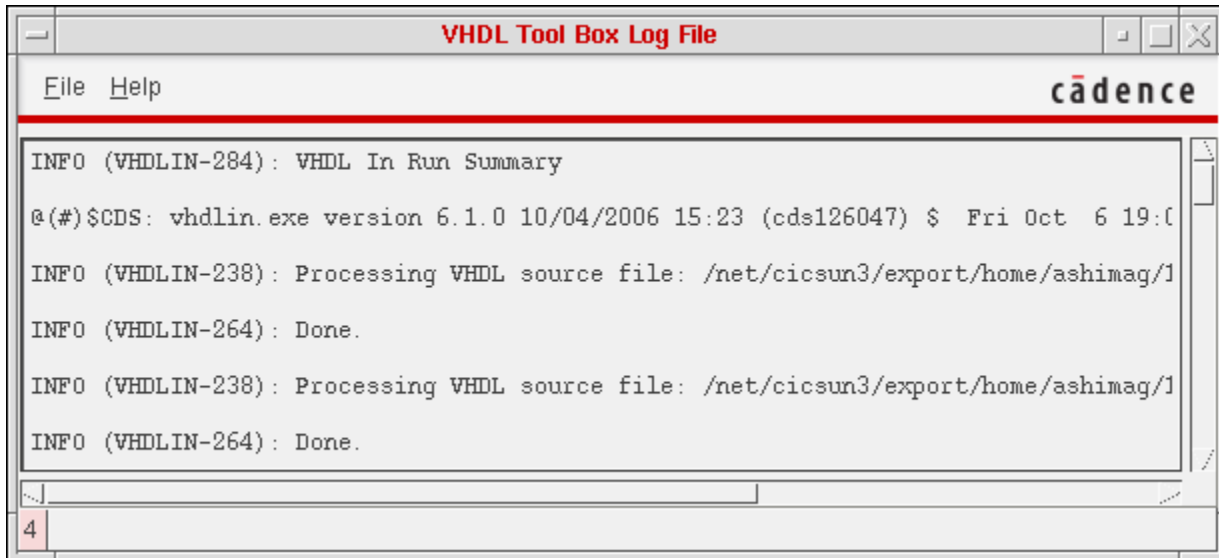 VHDL Tool Box Log File
File Help
cādence
INFO (VHDLIN-284): VHDL In Run Summary
@(#)$CDS: vhdlin.exe version 6.1.0 10/04/2006 15:23 (cds126047) $ Fri Oct 6 19:0
INFO (VHDLIN-238): Processing VHDL source file: /net/cicsun3/export/home/ashimag/1
INFO (VHDLIN-264): Done.
INFO (VHDLIN-238): Processing VHDL source file: /net/cicsun3/export/home/ashimag/1
INFO (VHDLIN-264): Done.
4